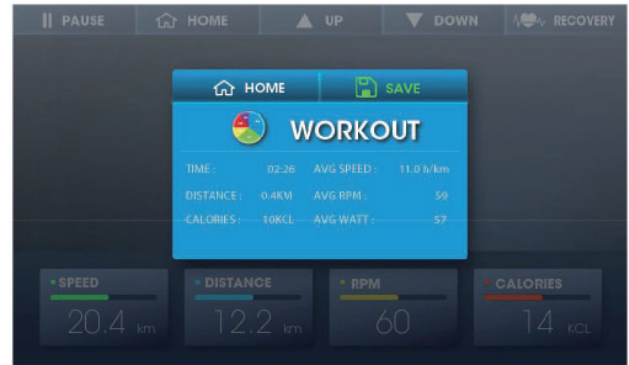 PAUSE HOME UP DOWN RECOVERY
HOME SAVE
WORKOUT
TIME : 02:26 AVG SPEED : 11.0 h/km
DISTANCE : 0.4KM AVG RPM : 59
CALORIES : 10KCL AVG WATT : 57
SPEED DISTANCE RPM CALORIES
20.4 km 12.2 km 60 14 KCL